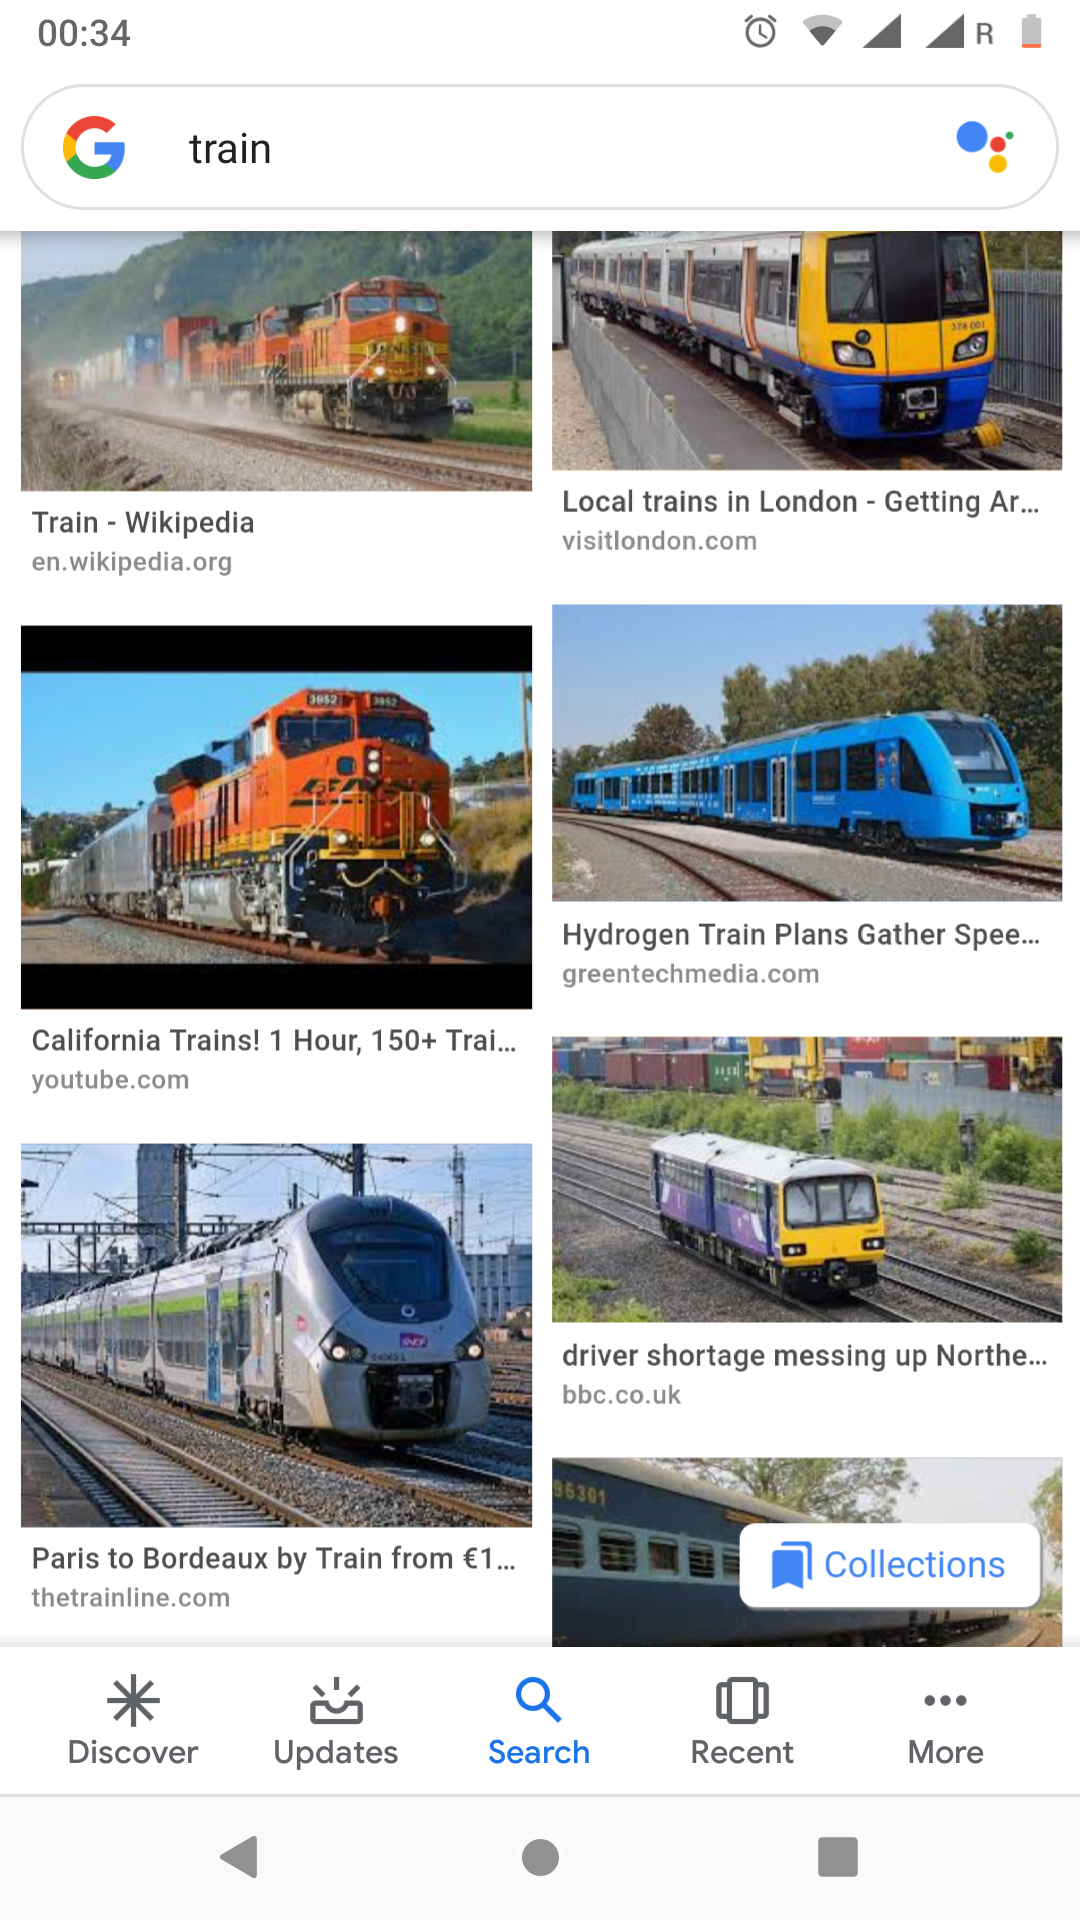 00:34
R
train
378 001
Train - Wikipedia
en.wikipedia.org
Local trains in London - Getting Ar...
visitlondon.com
3952 3952
California Trains! 1 Hour, 150+ Trai...
youtube.com
Hydrogen Train Plans Gather Spee...
greentechmedia.com
SNCF
Paris to Bordeaux by Train from €1...
thetrainline.com
driver shortage messing up Northe...
bbc.co.uk
96301
Collections
Discover
Updates
Search
Recent
More